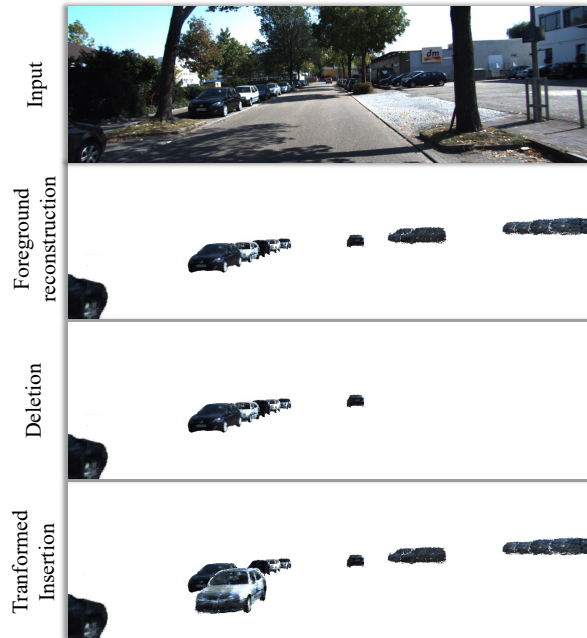 Input
dm
Foreground
reconstruction
Deletion
Tranformed
Insertion